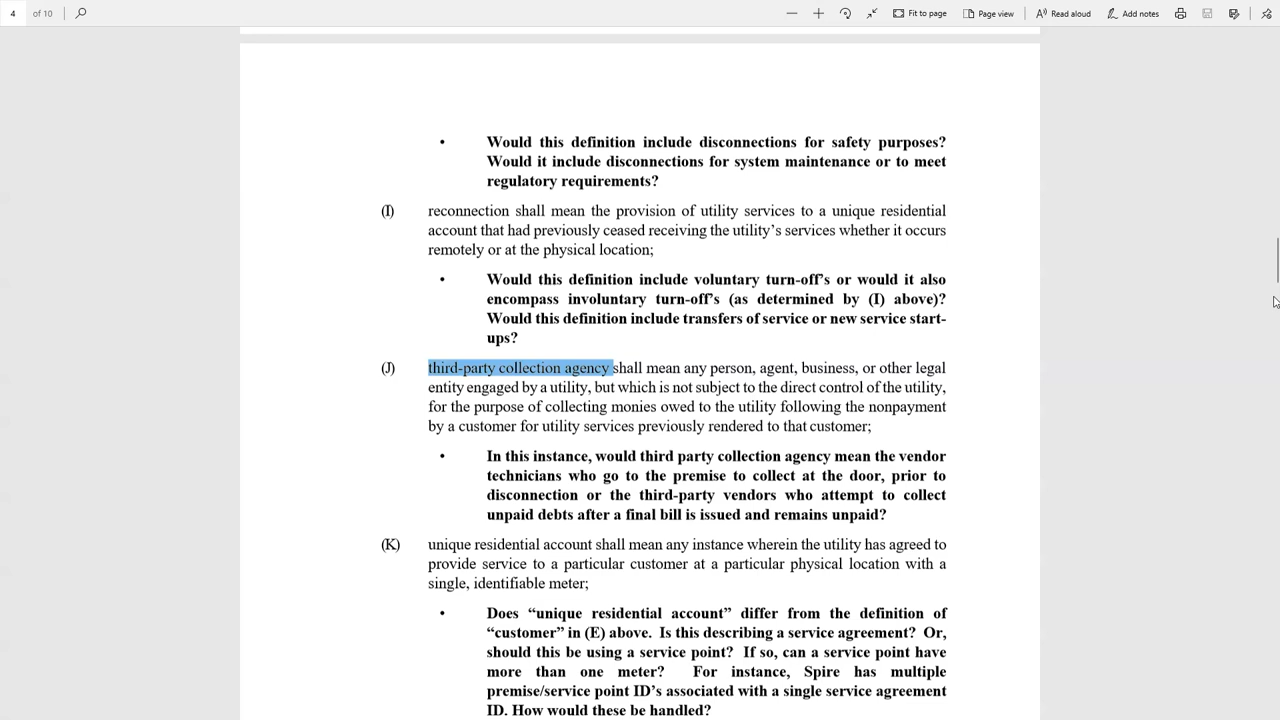 4 of 10 Fit to page Page view Read aloud Add notes
• Would this definition include disconnections for safety purposes?
Would it include disconnections for system maintenance or to meet
regulatory requirements?
(I) reconnection shall mean the provision of utility services to a unique residential
account that had previously ceased receiving the utility’s services whether it occurs
remotely or at the physical location;
• Would this definition include voluntary turn-off’s or would it also
encompass involuntary turn-off’s (as determined by (I) above)?
Would this definition include transfers of service or new service start-
ups?
(J) third-party collection agency shall mean any person, agent, business, or other legal
entity engaged by a utility, but which is not subject to the direct control of the utility,
for the purpose of collecting monies owed to the utility following the nonpayment
by a customer for utility services previously rendered to that customer;
• In this instance, would third party collection agency mean the vendor
technicians who go to the premise to collect at the door, prior to
disconnection or the third-party vendors who attempt to collect
unpaid debts after a final bill is issued and remains unpaid?
(K) unique residential account shall mean any instance wherein the utility has agreed to
provide service to a particular customer at a particular physical location with a
single, identifiable meter;
• Does “unique residential account” differ from the definition of
“customer” in (E) above. Is this describing a service agreement? Or,
should this be using a service point? If so, can a service point have
more than one meter? For instance, Spire has multiple
premise/service point ID’s associated with a single service agreement
ID. How would these be handled?